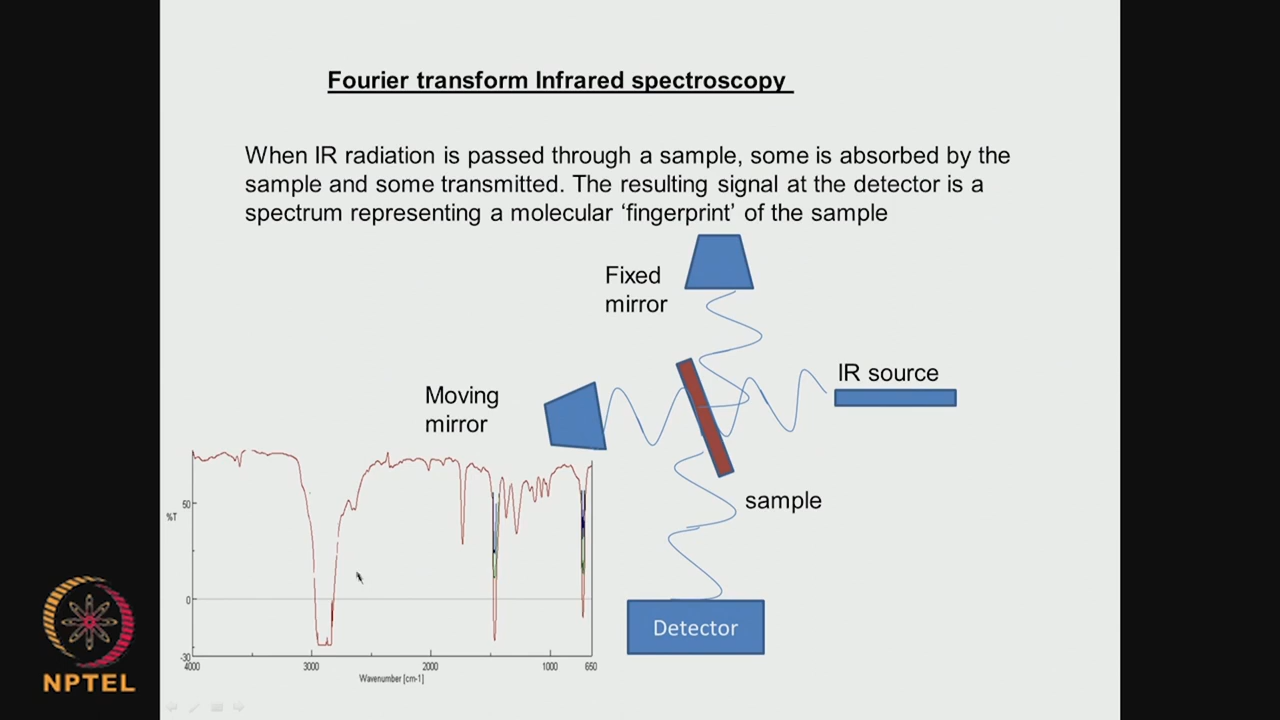 Fourier transform Infrared spectroscopy
When IR radiation is passed through a sample, some is absorbed by the
sample and some transmitted. The resulting signal at the detector is a
spectrum representing a molecular ‘fingerprint’ of the sample
Fixed
mirror
IR source
Moving
mirror
sample
Detector
50
%T
0
-30
4000
3000
2000
1000
650
Wavenumber [cm-1]
NPTEL